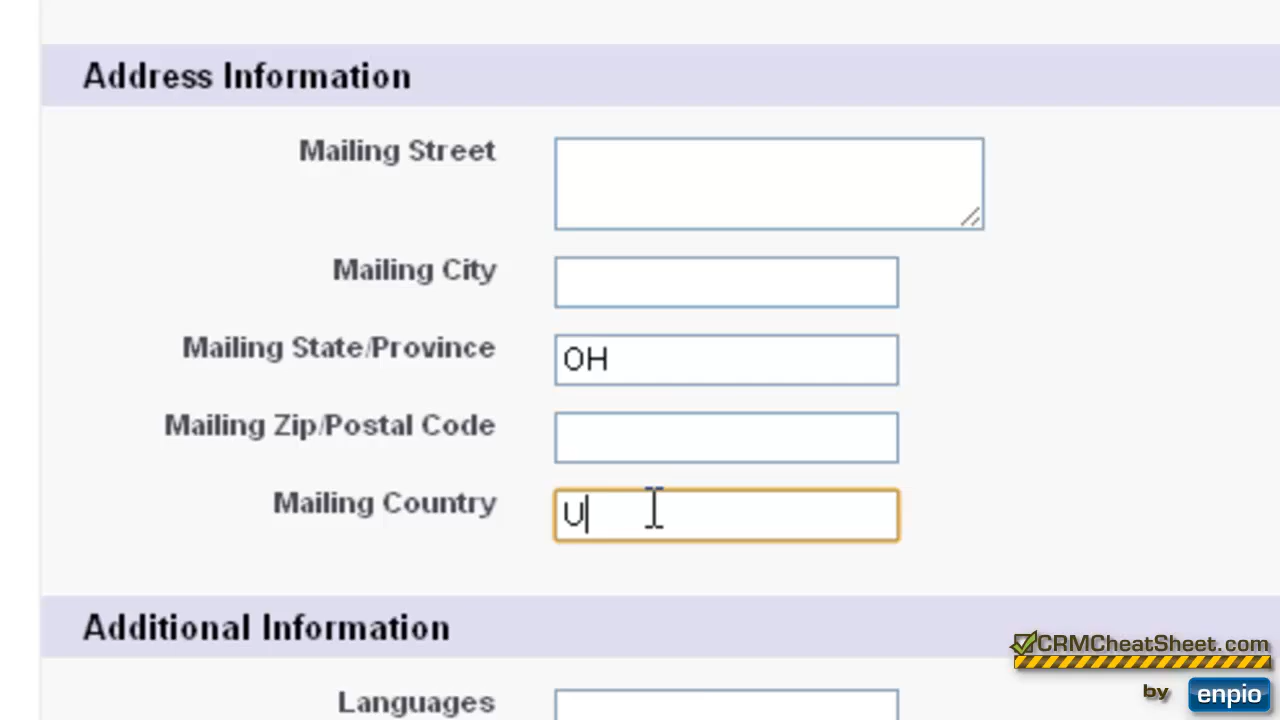 Address Information
Mailing Street
Mailing City
Mailing State/Province OH
Mailing Zip/Postal Code
Mailing Country U
Additional Information
Languages
CRMCheatSheet.com
by enpio